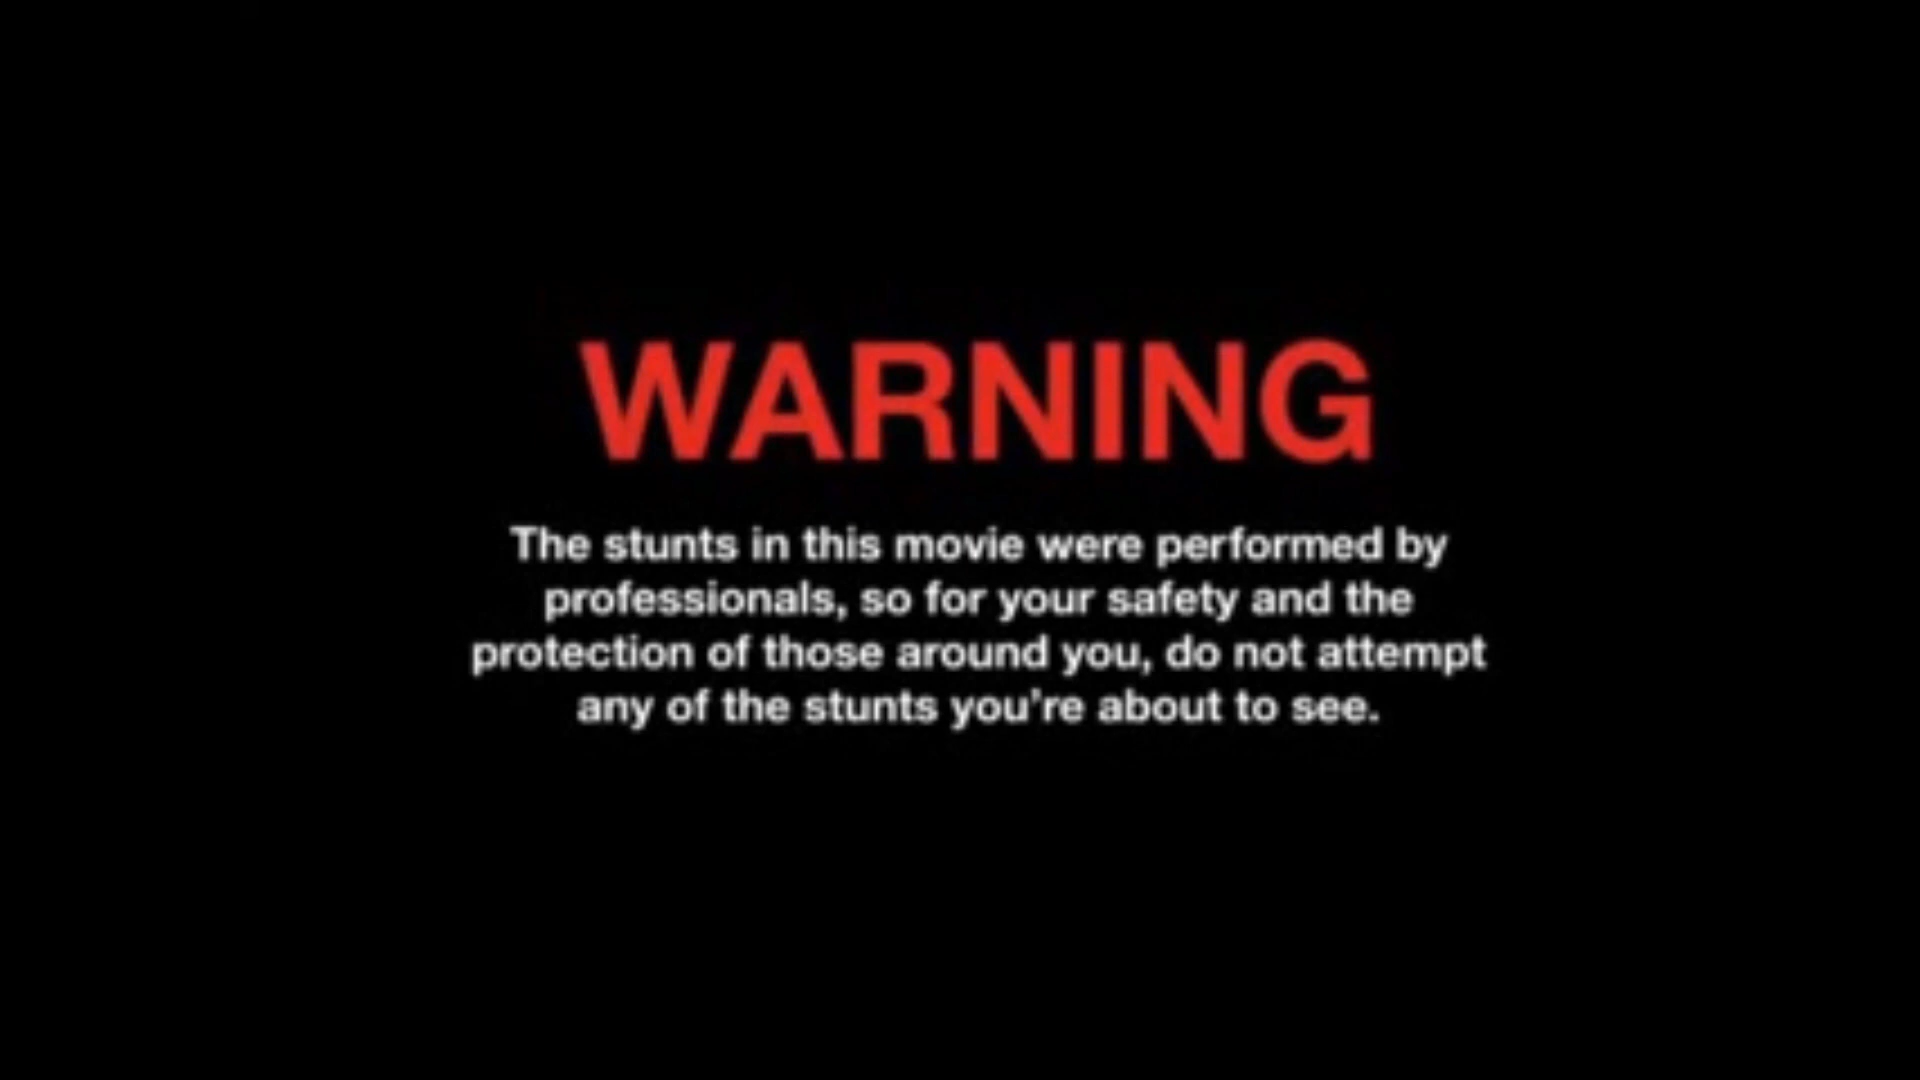 WARNING
The stunts in this movie were performed by
professionals, so for your safety and the
protection of those around you, do not attempt
any of the stunts you're about to see.